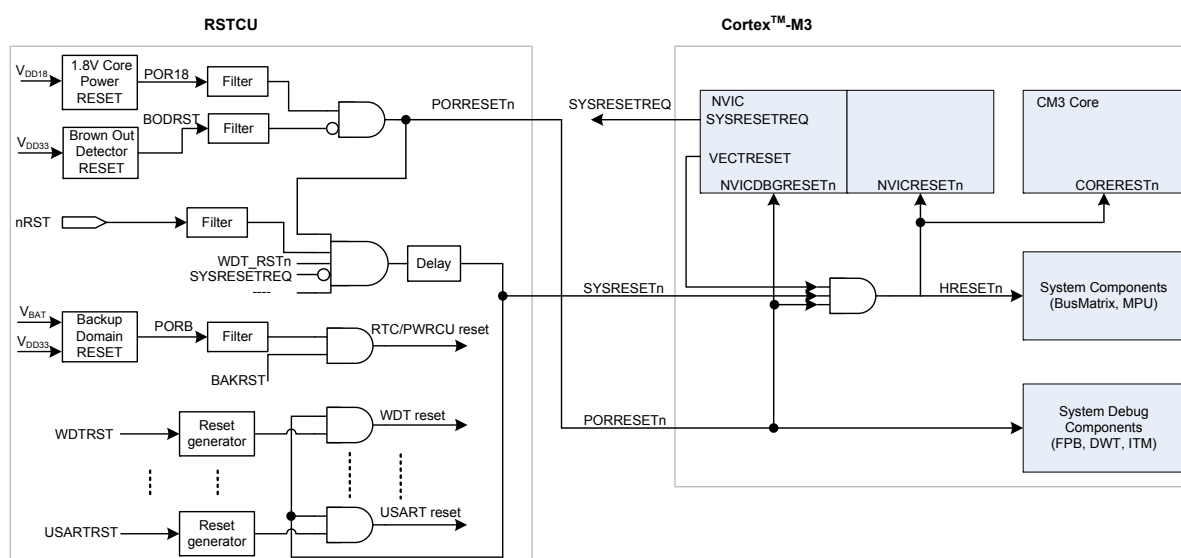 RSTCU
Cortex™-M3
VDD18
1.8V Core
Power
RESET
POR18
Filter
PORRESETn
VDD33
Brown Out
Detector
RESET
BODRST
Filter
nRST
Filter
WDT_RSTn
SYSRESETREQ
----
Delay
VBAT
VDD33
Backup
Domain
RESET
PORB
Filter
RTC/PWRCU reset
BAKRST
WDTRST
Reset
generator
WDT reset
USARTRST
Reset
generator
USART reset
SYSRESETREQ
NVIC
SYSRESETREQ
VECTRESET
NVICDBGRESETn
NVICRESETn
CM3 Core
CORERESTn
SYSRESETn
HRESETn
System Components
(BusMatrix, MPU)
PORRESETn
System Debug
Components
(FPB, DWT, ITM)